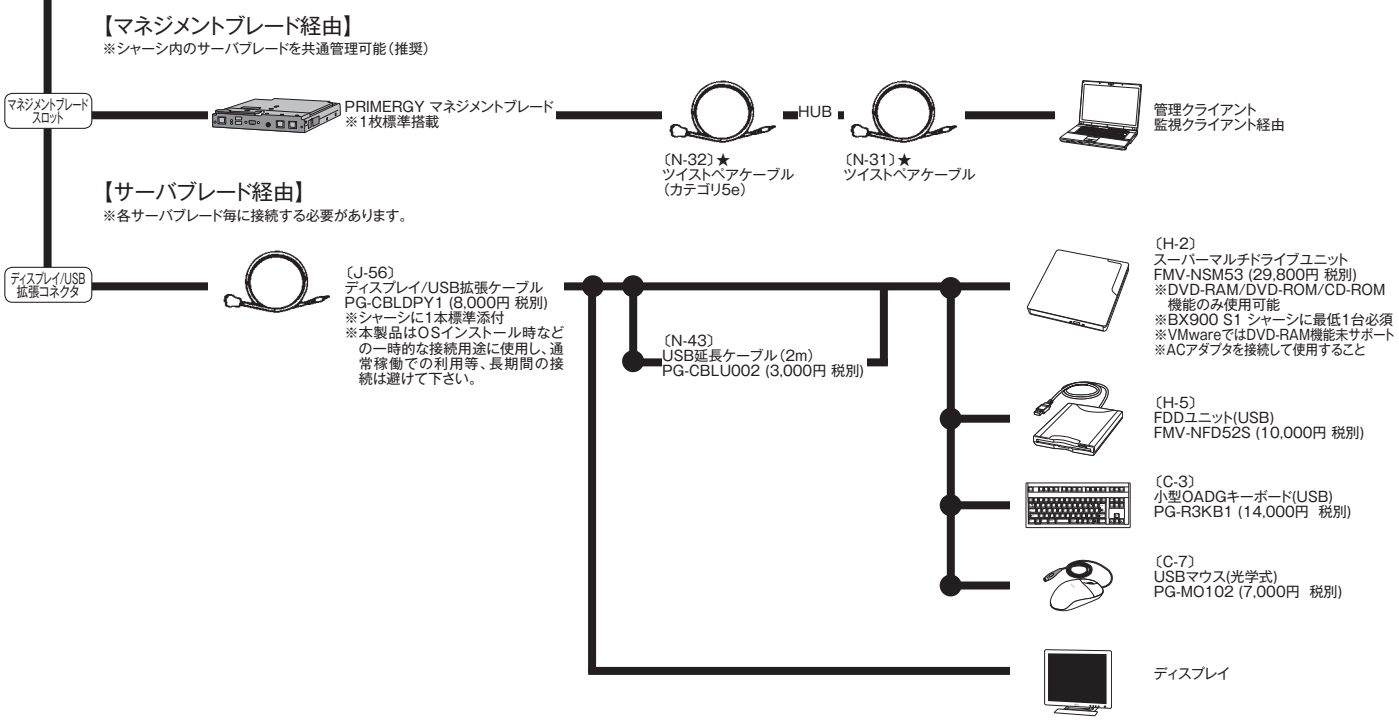 【マネジメントブレード経由】
※シャーシ内のサーバブレードを共通管理可能(推奨)
マネジメントブレード
スロット
PRIMERGY マネジメントブレード
※1枚標準搭載
〔N-32〕★
ツイストペアケーブル
(カテゴリ5e)
HUB
〔N-31〕★
ツイストペアケーブル
管理クライアント
監視クライアント経由
【サーバブレード経由】
※各サーバブレード毎に接続する必要があります。
ディスプレイ/USB
拡張コネクタ
〔J-56〕
ディスプレイ/USB拡張ケーブル
PG-CBLDPY1 (8,000円 税別)
※シャーシに1本標準添付
※本製品はOSインストール時など
の一時的な接続用途に使用し、通
常稼働での利用等、長期間の接
続は避けて下さい。
〔N-43〕
USB延長ケーブル(2m)
PG-CBLU002 (3,000円 税別)
〔H-2〕
スーパーマルチドライブユニット
FMV-NSM53 (29,800円 税別)
※DVD-RAM/DVD-ROM/CD-ROM
機能のみ使用可能
※BX900 S1 シャーシに最低1台必須
※VMwareではDVD-RAM機能未サポート
※ACアダプタを接続して使用すること
〔H-5〕
FDDユニット(USB)
FMV-NFD52S (10,000円 税別)
〔C-3〕
小型OADGキーボード(USB)
PG-R3KB1 (14,000円 税別)
〔C-7〕
USBマウス(光学式)
PG-MO102 (7,000円 税別)
ディスプレイ